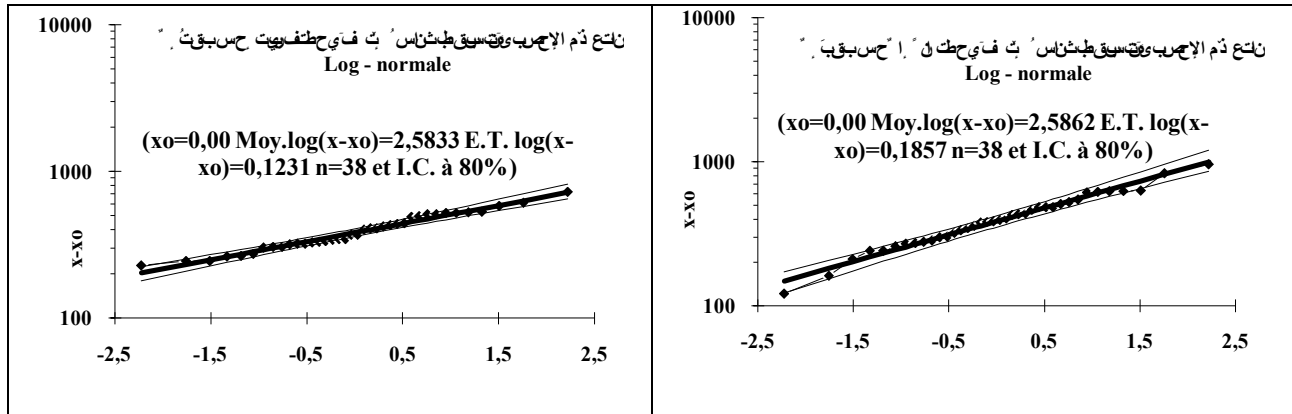 10000
Log - normale
(xo=0,00 Moy.log(x-xo)=2,5833 E.T. log(x-
xo)=0,1231 n=38 et I.C. à 80%)
1000
x-xo
100
-2,5
-1,5
-0,5
0,5
1,5
2,5
10000
Log - normale
(xo=0,00 Moy.log(x-xo)=2,5862 E.T. log(x-
xo)=0,1857 n=38 et I.C. à 80%)
1000
x-xo
100
-2,5
-1,5
-0,5
0,5
1,5
2,5